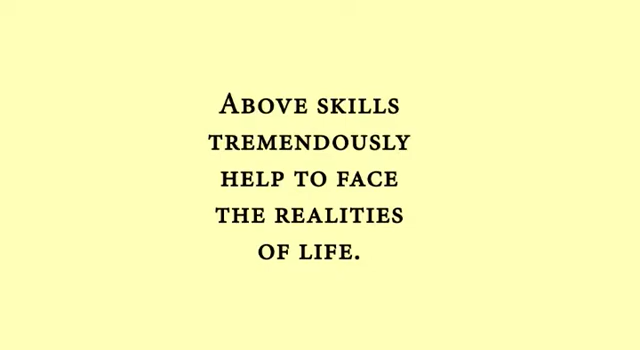 Above skills
tremendously
help to face
the realities
of life.